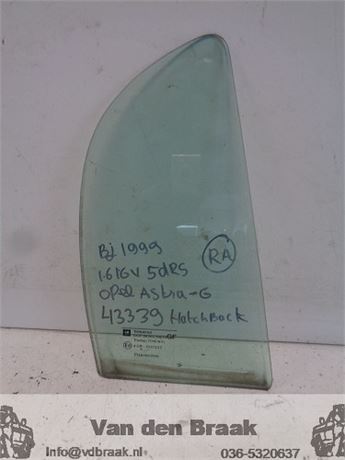 Bj 1999
1.6 16V 5dRS
Opel Astra-G
43339 Hatchback
RA
GF
Van den Braak
info@vdbraak.nl
036-5320637